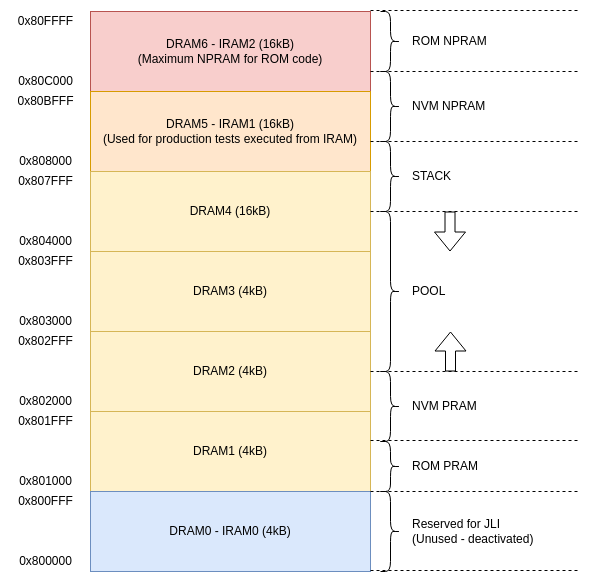 0x80FFFF
DRAM6 - IRAM2 (16kB)
(Maximum NPRAM for ROM code)
ROM NPRAM
0x80C000
0x80BFFF
NVM NPRAM
DRAM5 - IRAM1 (16kB)
(Used for production tests executed from IRAM)
0x808000
0x807FFF
STACK
DRAM4 (16kB)
0x804000
0x803FFF
DRAM3 (4kB)
POOL
0x803000
0x802FFF
DRAM2 (4kB)
0x802000
0x801FFF
NVM PRAM
DRAM1 (4kB)
ROM PRAM
0x801000
0x800FFF
DRAM0 - IRAM0 (4kB)
Reserved for JLI
(Unused - deactivated)
0x800000